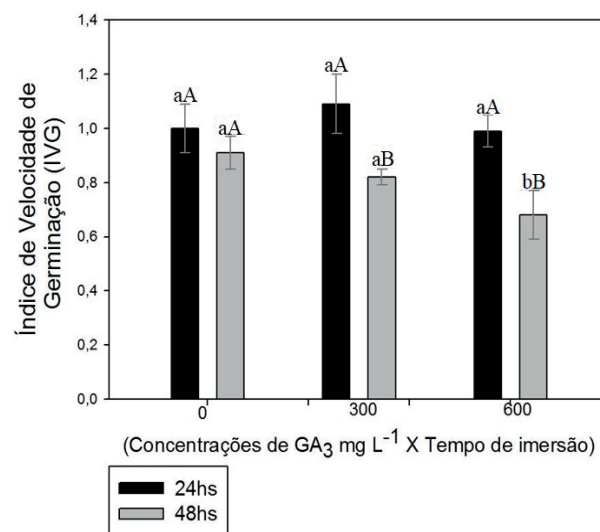 Índice de Velocidade de
Germinação (IVG)
1,4
1,2
1,0
0,8
0,6
0,4
0,2
0,0
aA
aA
aA
aB
aA
bB
0
300
600
(Concentrações de GA3 mg L-1 X Tempo de imersão)
24hs
48hs